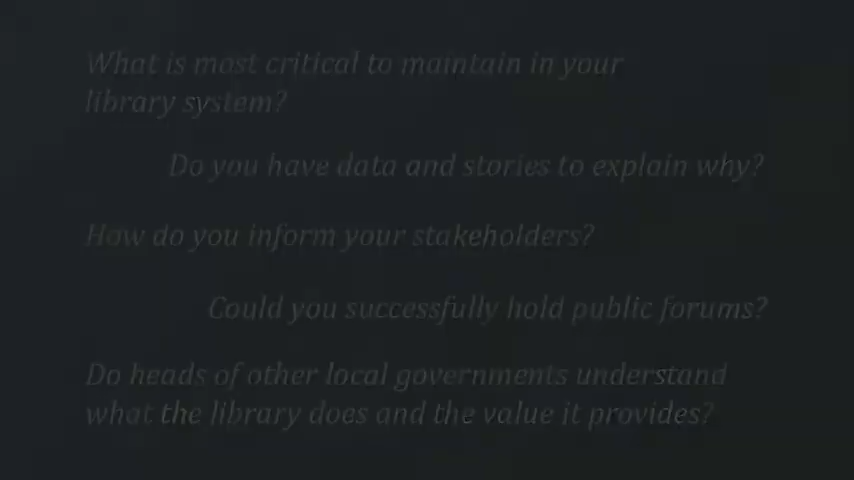 What is most critical to maintain in your
library system?
Do you have data and stories to explain why?
How do you inform your stakeholders?
Could you successfully hold public forums?
Do heads of other local governments understand
what the library does and the value it provides?